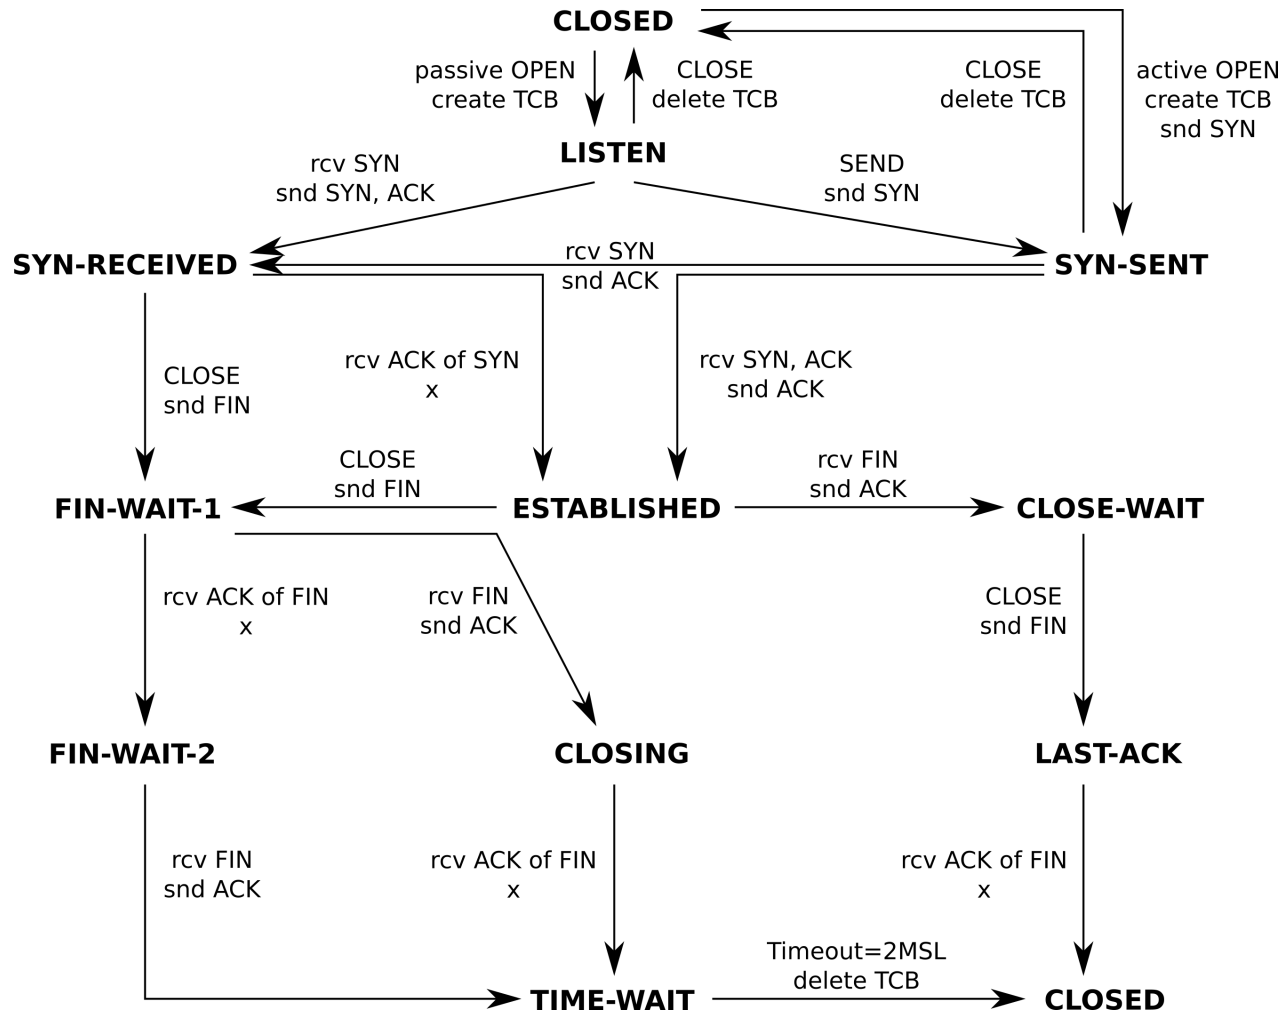 CLOSED
passive OPEN
create TCB
CLOSE
delete TCB
CLOSE
delete TCB
active OPEN
create TCB
snd SYN
LISTEN
rcv SYN
snd SYN, ACK
SEND
snd SYN
SYN-RECEIVED
rcv SYN
snd ACK
SYN-SENT
CLOSE
snd FIN
rcv ACK of SYN
x
rcv SYN, ACK
snd ACK
CLOSE
snd FIN
rcv FIN
snd ACK
FIN-WAIT-1
ESTABLISHED
CLOSE-WAIT
rcv ACK of FIN
x
rcv FIN
snd ACK
CLOSE
snd FIN
FIN-WAIT-2
CLOSING
LAST-ACK
rcv FIN
snd ACK
rcv ACK of FIN
x
rcv ACK of FIN
x
Timeout=2MSL
delete TCB
TIME-WAIT
CLOSED